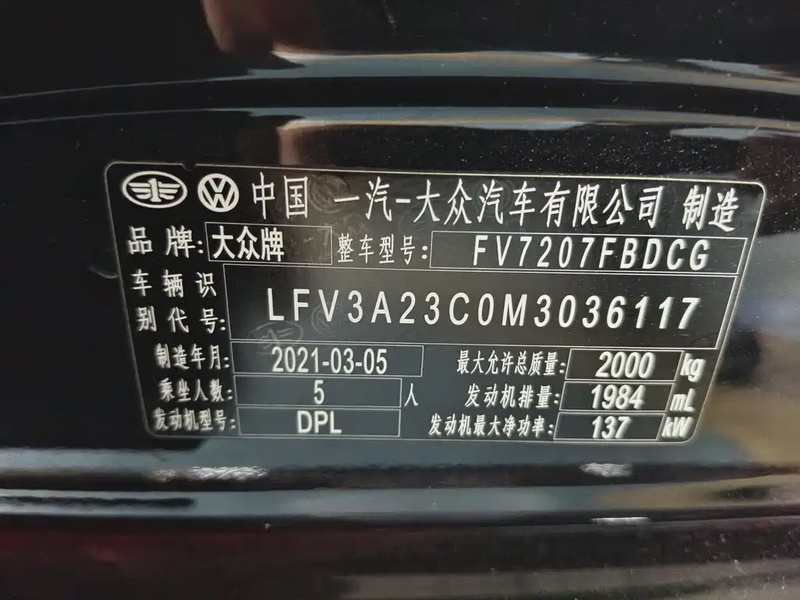 中国 一汽-大众汽车有限公司 制造
品牌: 大众牌 整车型号: FV7207FBDCG
车辆识别代号: LFV3A23C0M3036117
制造年月: 2021-03-05 最大允许总质量: 2000 kg
乘坐人数: 5 人 发动机排量: 1984 mL
发动机型号: DPL 发动机最大净功率: 137 kW